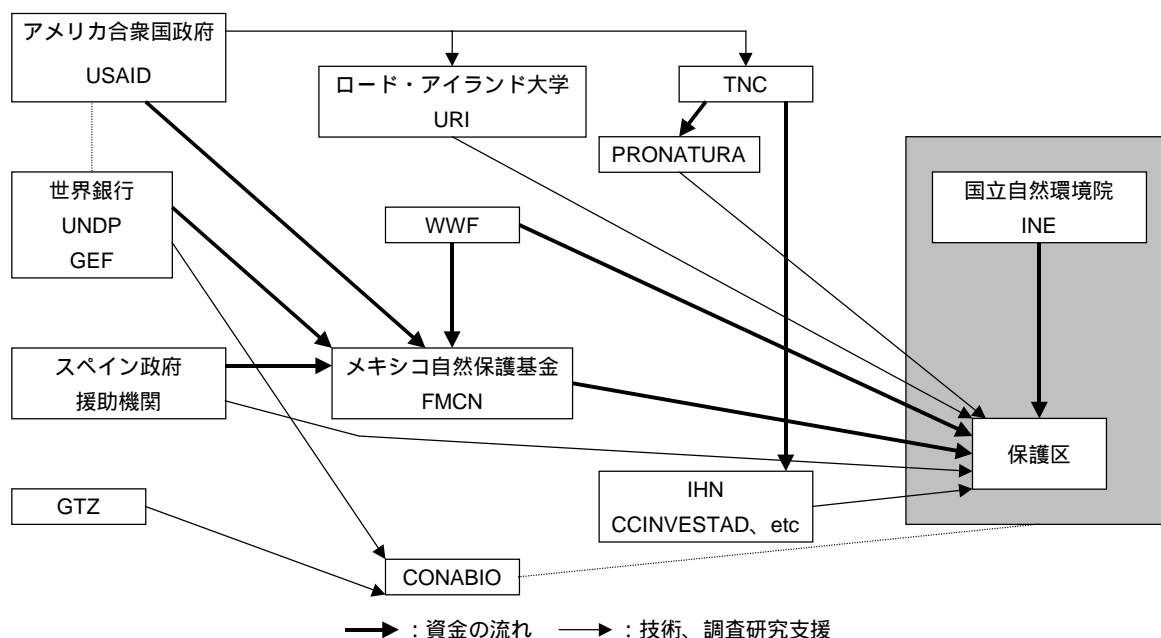 アメリカ合衆国政府
USAID
ロード・アイランド大学
URI
TNC
PRONATURA
世界銀行
UNDP
GEF
WWF
国立自然環境院
INE
スペイン政府
援助機関
メキシコ自然保護基金
FMCN
保護区
IHN
CCINVESTAD、etc
GTZ
CONABIO
：資金の流れ
：技術、調査研究支援